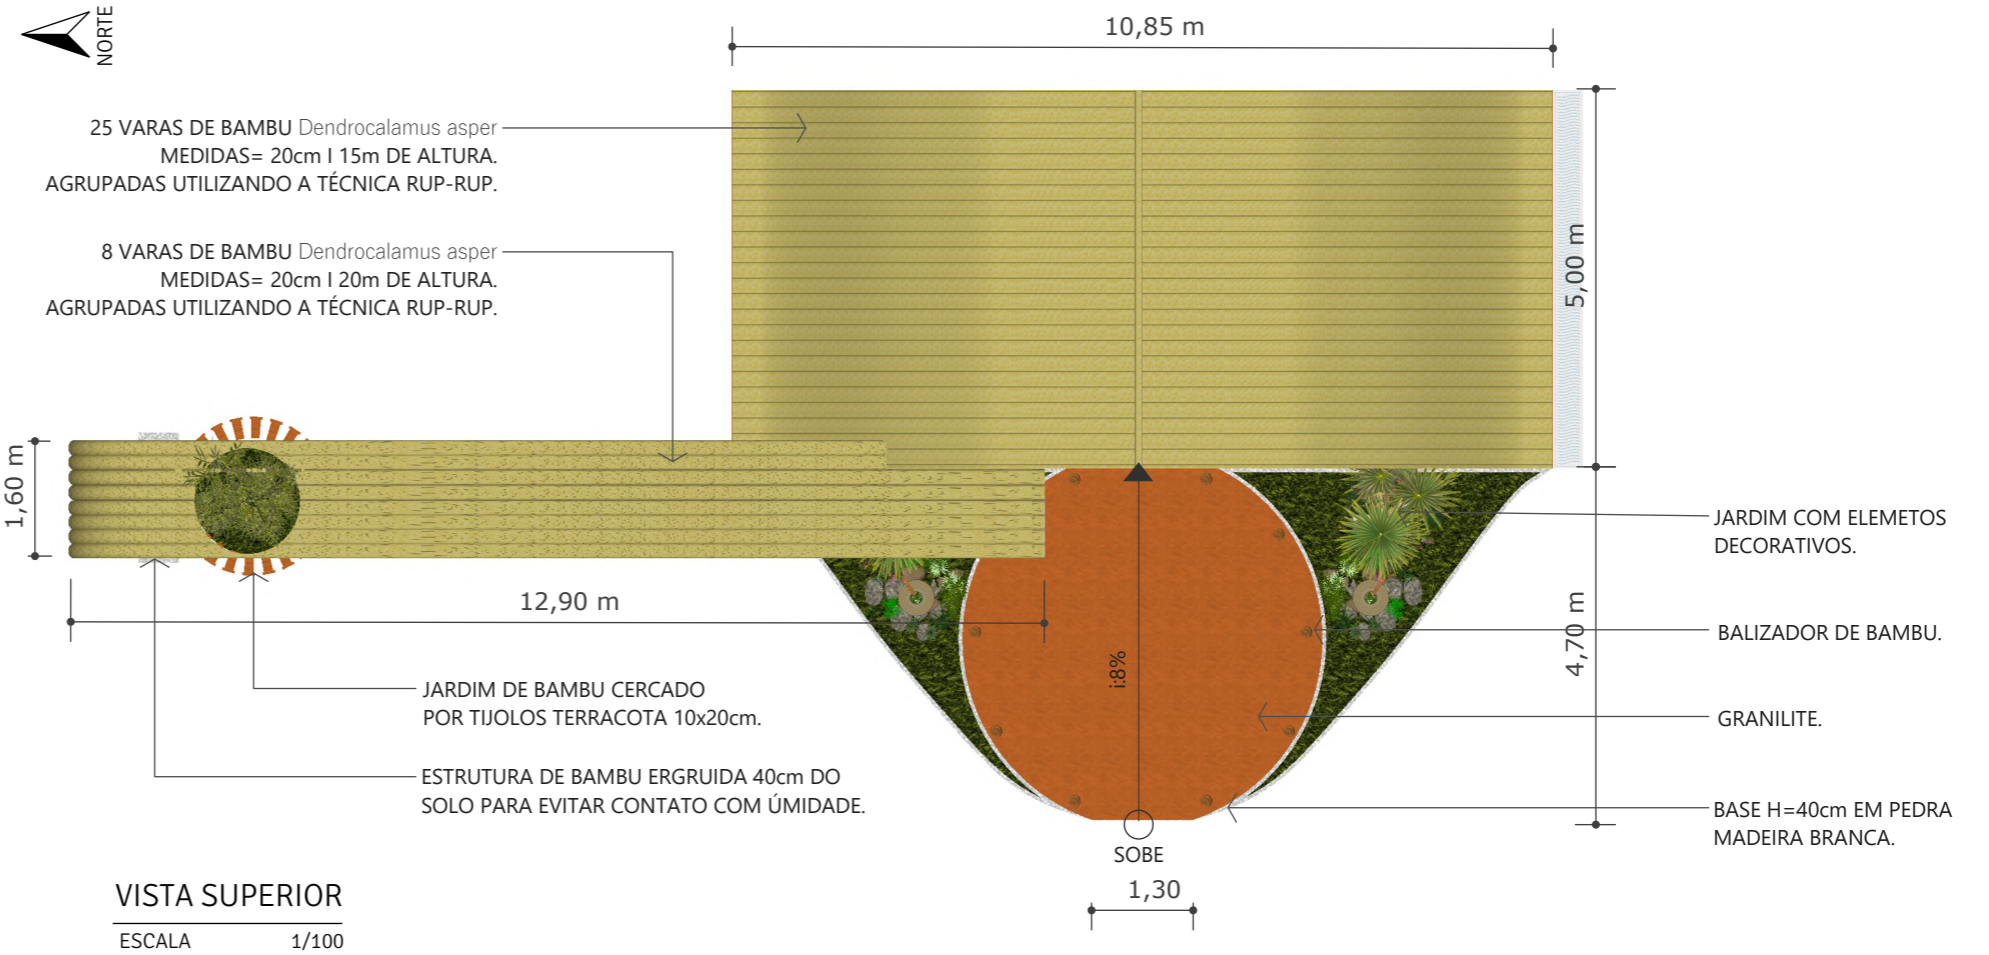 NORTE
10,85 m
25 VARAS DE BAMBU Dendrocalamus asper
MEDIDAS= 20cm I 15m DE ALTURA.
AGRUPADAS UTILIZANDO A TÉCNICA RUP-RUP.
8 VARAS DE BAMBU Dendrocalamus asper
MEDIDAS= 20cm I 20m DE ALTURA.
AGRUPADAS UTILIZANDO A TÉCNICA RUP-RUP.
5,00 m
1,60 m
12,90 m
JARDIM COM ELEMETOS
DECORATIVOS.
4,70 m
BALIZADOR DE BAMBU.
i:8%
JARDIM DE BAMBU CERCADO
POR TIJOLOS TERRACOTA 10x20cm.
GRANILITE.
ESTRUTURA DE BAMBU ERGRUIDA 40cm DO
SOLO PARA EVITAR CONTATO COM ÚMIDADE.
BASE H=40cm EM PEDRA
MADEIRA BRANCA.
SOBE
1,30
VISTA SUPERIOR
ESCALA 1/100